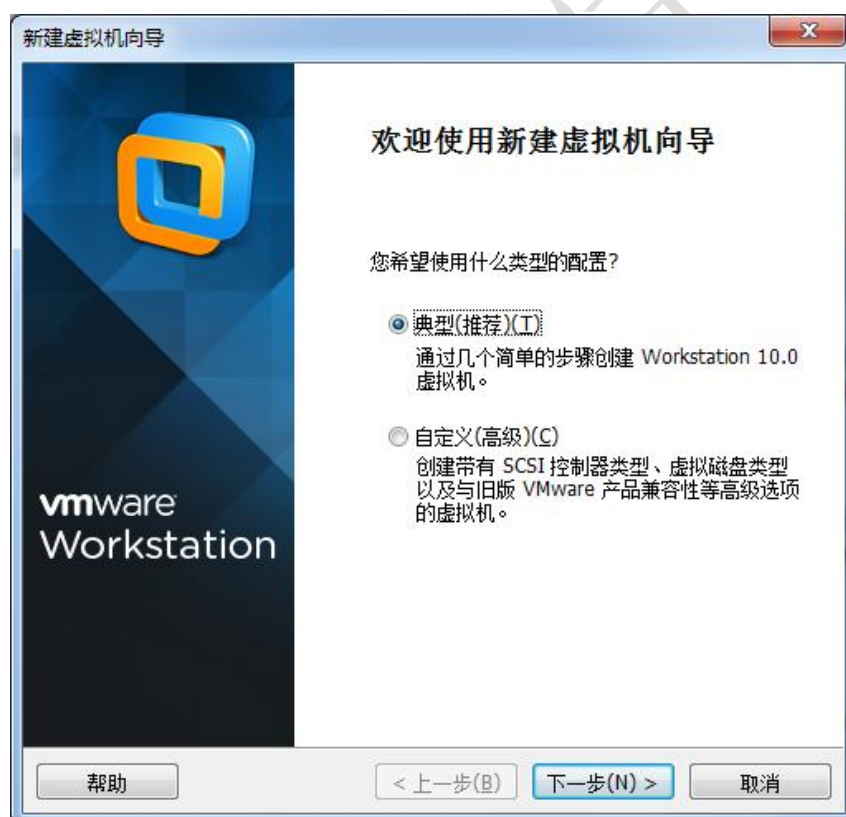 新建虚拟机向导
欢迎使用新建虚拟机向导
您希望使用什么类型的配置?
典型(推荐)(T)
通过几个简单的步骤创建 Workstation 10.0
虚拟机。
自定义(高级)(C)
创建带有 SCSI 控制器类型、虚拟磁盘类型
以及与旧版 VMware 产品兼容性等高级选项
的虚拟机。
vmware
Workstation
帮助
< 上一步(B)
下一步(N) >
取消